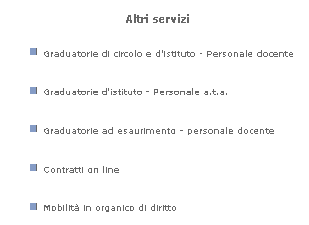 Altri servizi
Graduatorie di circolo e d'istituto - Personale docente
Graduatorie d'istituto - Personale a.t.a.
Graduatorie ad esaurimento - personale docente
Contratti on line
Mobilità in organico di diritto